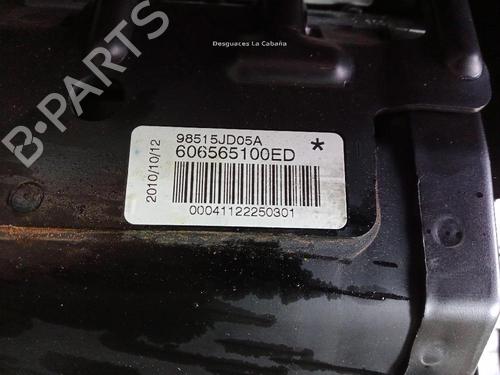 Desguaces La Cabaña
B-PARTS
98515JD05A
606565100ED *
2010/10/12
00041122250301